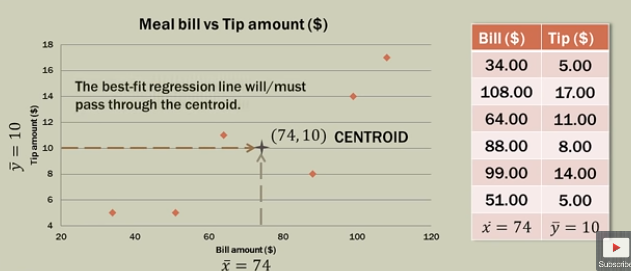 Meal bill vs Tip amount ($)
18
16
14
12
10
8
6
4
Tip amount ($)
y̅ = 10
The best-fit regression line will/must
pass through the centroid.
(74, 10) CENTROID
20 40 60 80 100 120
Bill amount ($)
x̅ = 74
Bill ($) Tip ($)
34.00 5.00
108.00 17.00
64.00 11.00
88.00 8.00
99.00 14.00
51.00 5.00
ẋ = 74 y̅ = 10
Subscribe